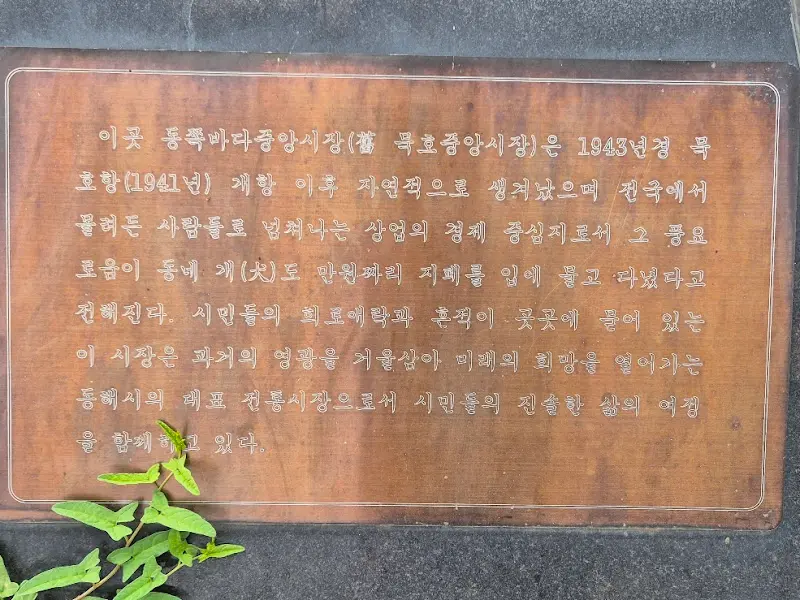 이곳 동쪽바다중앙시장(舊 묵호중앙시장)은 1943년경 묵
호항(1941년) 개항 이후 자연적으로 생겨났으며 전국에서
몰려든 사람들로 넘쳐나는 상업의 경제 중심지로서 그 풍요
로움이 동네 개(犬)도 만원짜리 지폐를 입에 물고 다녔다고
전해진다. 시민들의 희로애락과 흔적이 곳곳에 물어 있는
이 시장은 과거의 영광을 거울삼아 미래의 희망을 열어가는
동해시의 대표 전통시장으로서 시민들의 진솔한 삶의 여정
을 함께하고 있다.